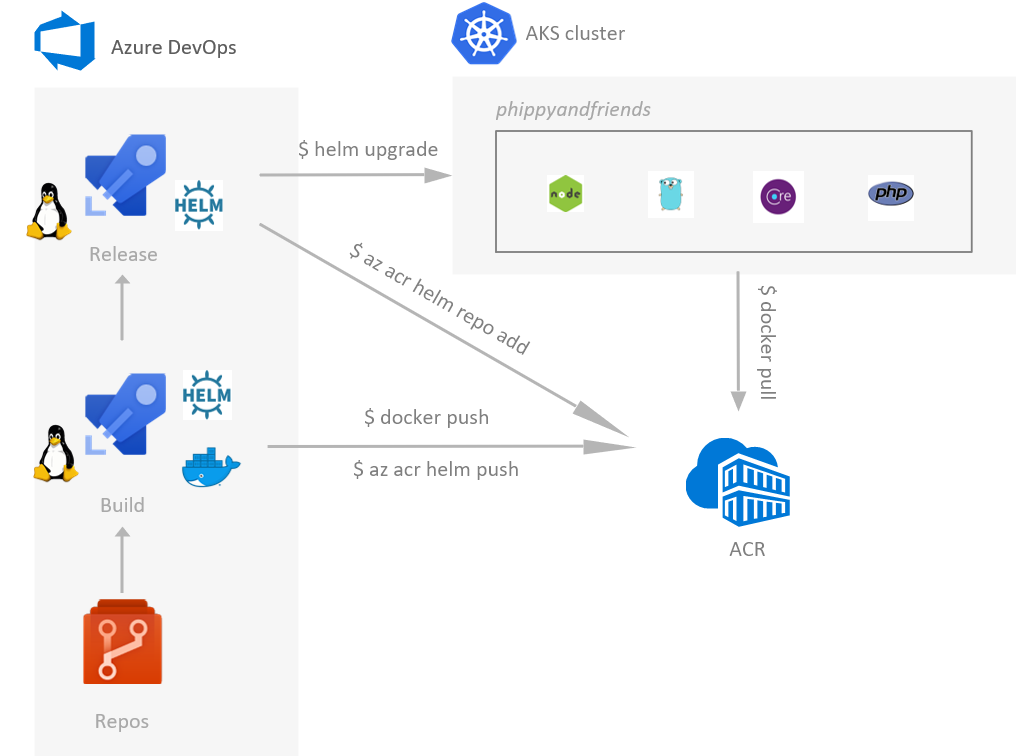 Azure DevOps
AKS cluster
phippyandfriends
$ helm upgrade
node
Core
php
HELM
Release
$ az acr helm repo add
$ docker pull
HELM
$ docker push
$ az acr helm push
Build
ACR
Repos